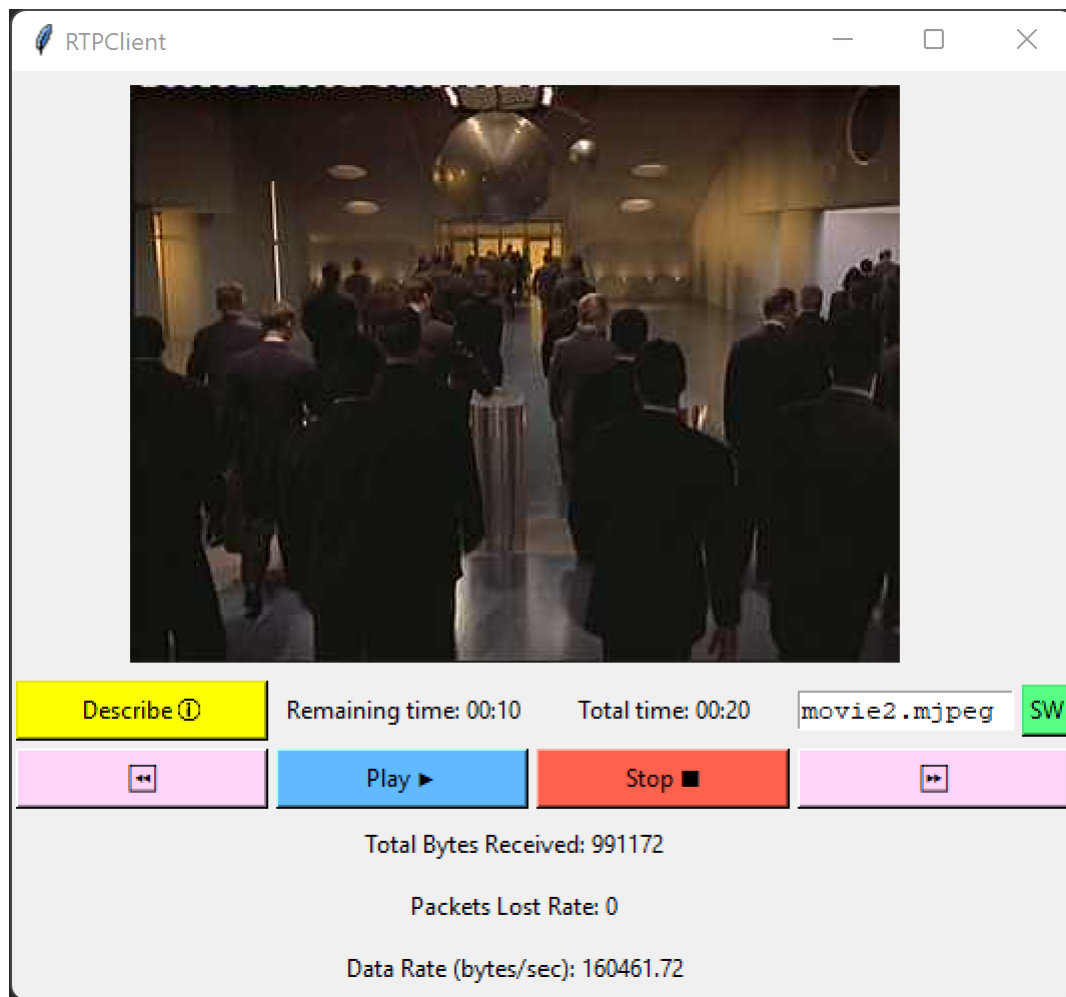 RTPClient
Describe ⓘ Remaining time: 00:10 Total time: 00:20 movie2.mjpeg SW
⏪ Play ► Stop ■ ⏩
Total Bytes Received: 991172
Packets Lost Rate: 0
Data Rate (bytes/sec): 160461.72